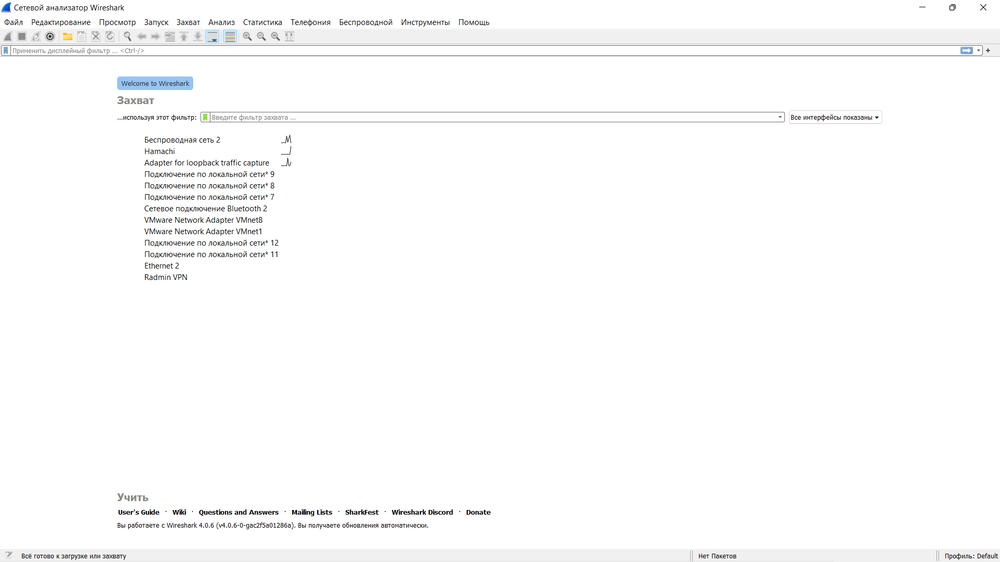 Сетевой анализатор Wireshark
Файл Редактирование Просмотр Запуск Захват Анализ Статистика Телефония Беспроводной Инструменты Помощь
Применить дисплейный фильтр ... <Ctrl-/>
Welcome to Wireshark
Захват
...используя этот фильтр: Введите фильтр захвата ... Все интерфейсы показаны
Беспроводная сеть 2
Hamachi
Adapter for loopback traffic capture
Подключение по локальной сети* 9
Подключение по локальной сети* 8
Подключение по локальной сети* 7
Сетевое подключение Bluetooth 2
VMware Network Adapter VMnet8
VMware Network Adapter VMnet1
Подключение по локальной сети* 12
Подключение по локальной сети* 11
Ethernet 2
Radmin VPN
Учить
User's Guide · Wiki · Questions and Answers · Mailing Lists · SharkFest · Wireshark Discord · Donate
Вы работаете с Wireshark 4.0.6 (v4.0.6-0-gac2f5a01286a). Вы получаете обновления автоматически.
Всё готово к загрузке или захвату Нет Пакетов Профиль: Default